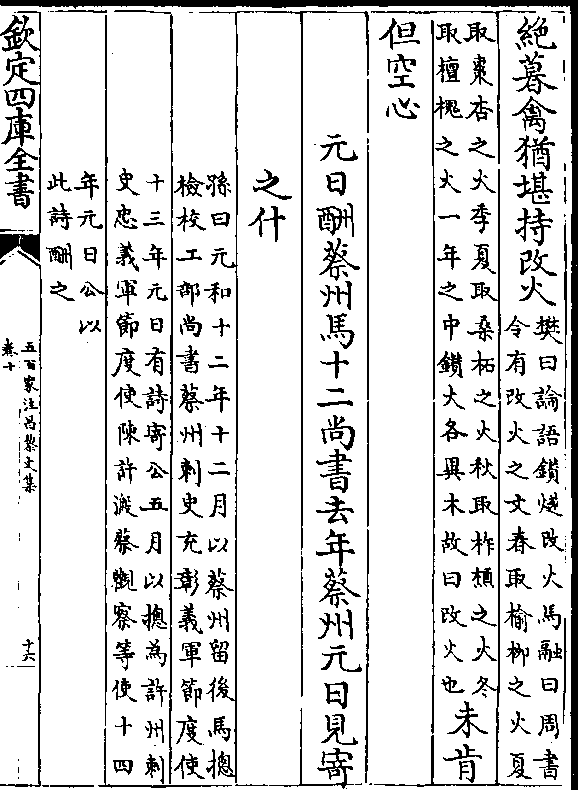 絶暮禽猶堪持改火
樊曰論語鑚燧改火馬融曰周書
令有改火之文春取榆栁之火夏
取棗杏之火季夏取桑柘之火秋取柞楢之火冬
取檀槐之火一年之中鑚火各異木故曰改火也
未肯
但空心
元日酬蔡州馬十二尚書去年蔡州元日見寄
之什
孫曰元和十二年十二月以蔡州留後馬摠
檢校工部尚書蔡州刺史充彰義軍節度使
十三年元日有詩寄公五月以摠為許州刺
史忠義軍節度使陳許溵蔡觀察等使十四
年元日公以
此詩酬之
欽定四庫全書
五百家注昌黎文集
卷十
十六